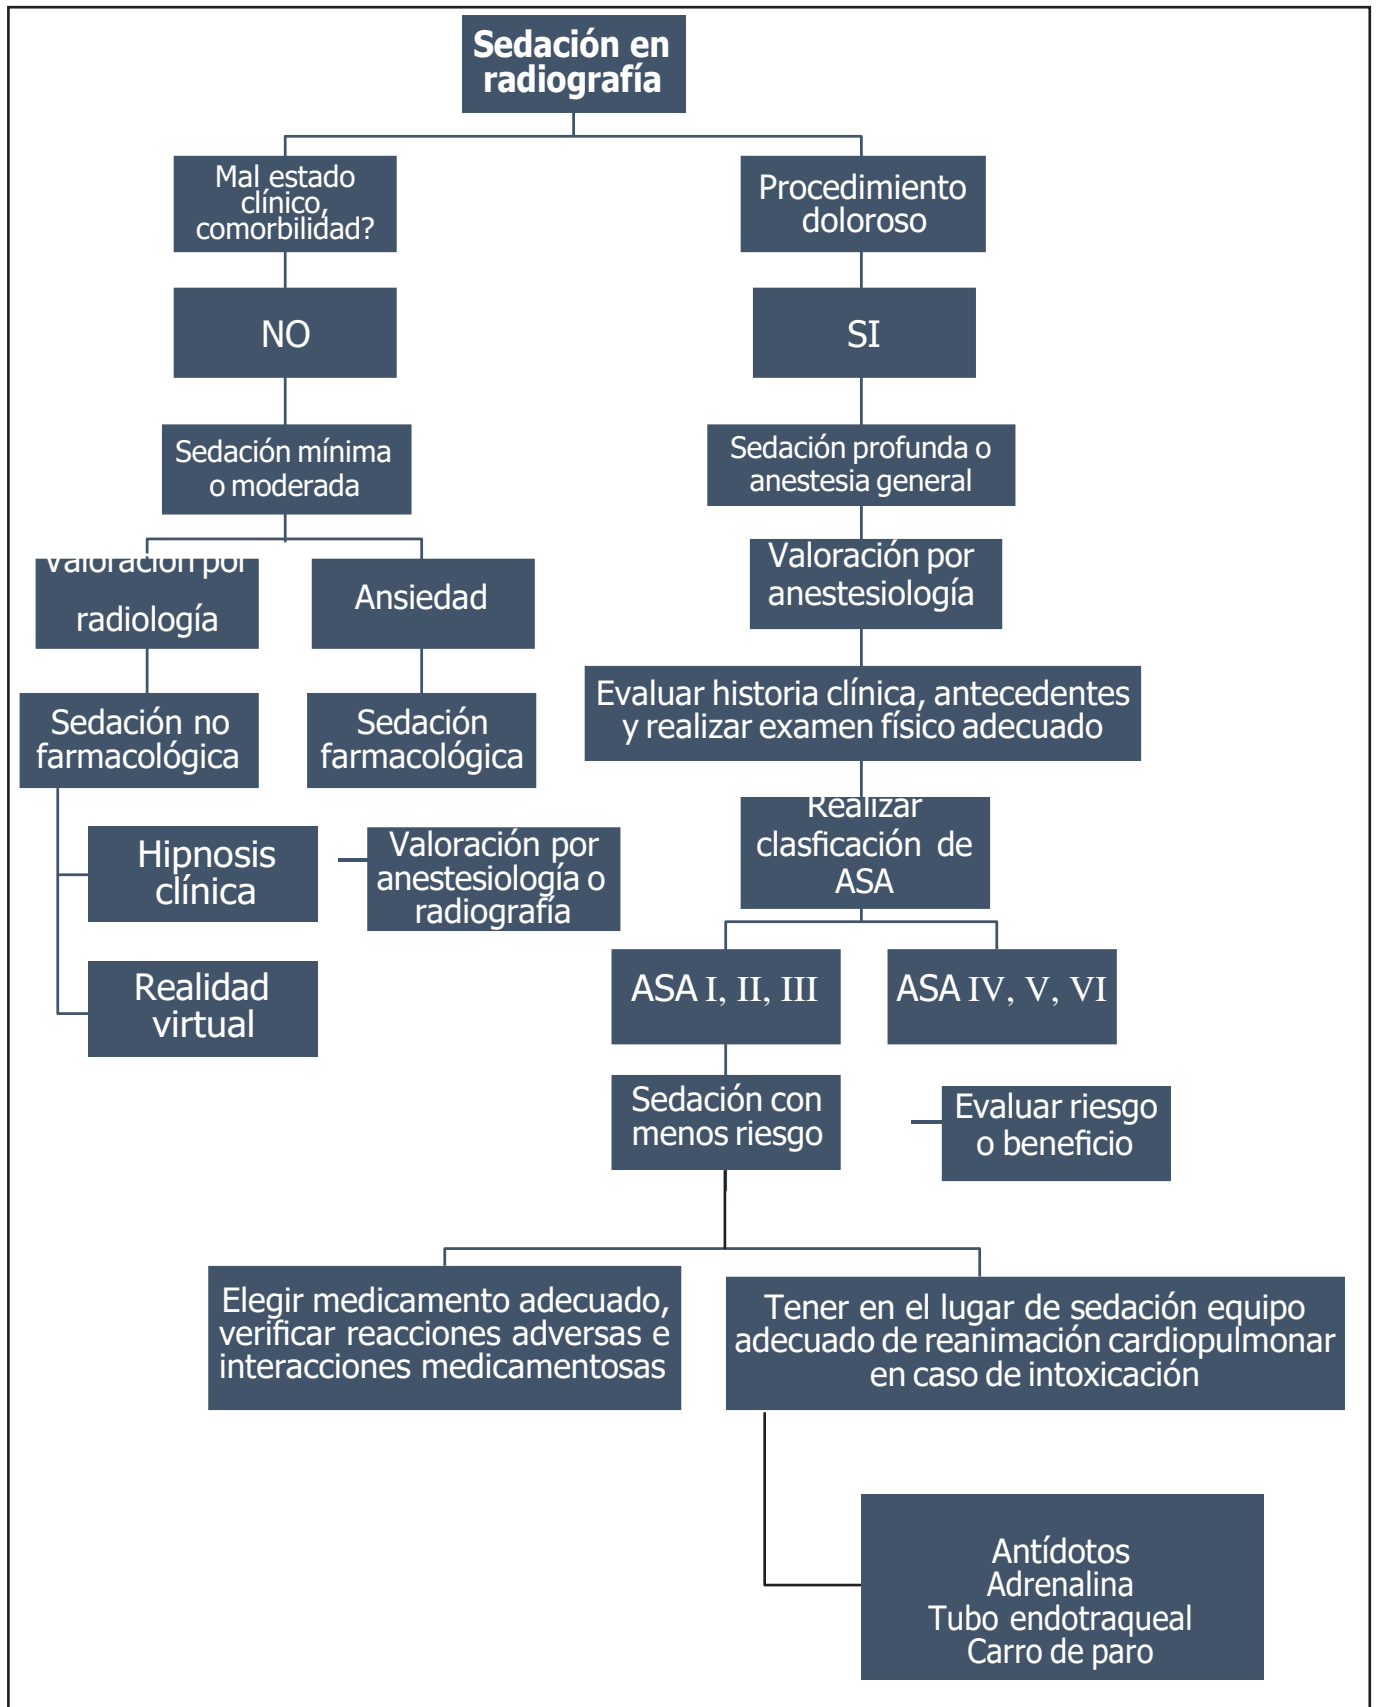 Sedación en
radiografía
Mal estado
clínico,
comorbilidad?
Procedimiento
doloroso
NO
SI
Sedación mínima
o moderada
Sedación profunda o
anestesia general
Valoración por
radiología
Ansiedad
Valoración por
anestesiología
Sedación no
farmacológica
Sedación
farmacológica
Evaluar historia clínica, antecedentes
y realizar examen físico adecuado
Hipnosis
clínica
Valoración por
anestesiología o
radiografía
Realizar
clasficación de
ASA
Realidad
virtual
ASA I, II, III
ASA IV, V, VI
Sedación con
menos riesgo
Evaluar riesgo
o beneficio
Elegir medicamento adecuado,
verificar reacciones adversas e
interacciones medicamentosas
Tener en el lugar de sedación equipo
adecuado de reanimación cardiopulmonar
en caso de intoxicación
Antídotos
Adrenalina
Tubo endotraqueal
Carro de paro